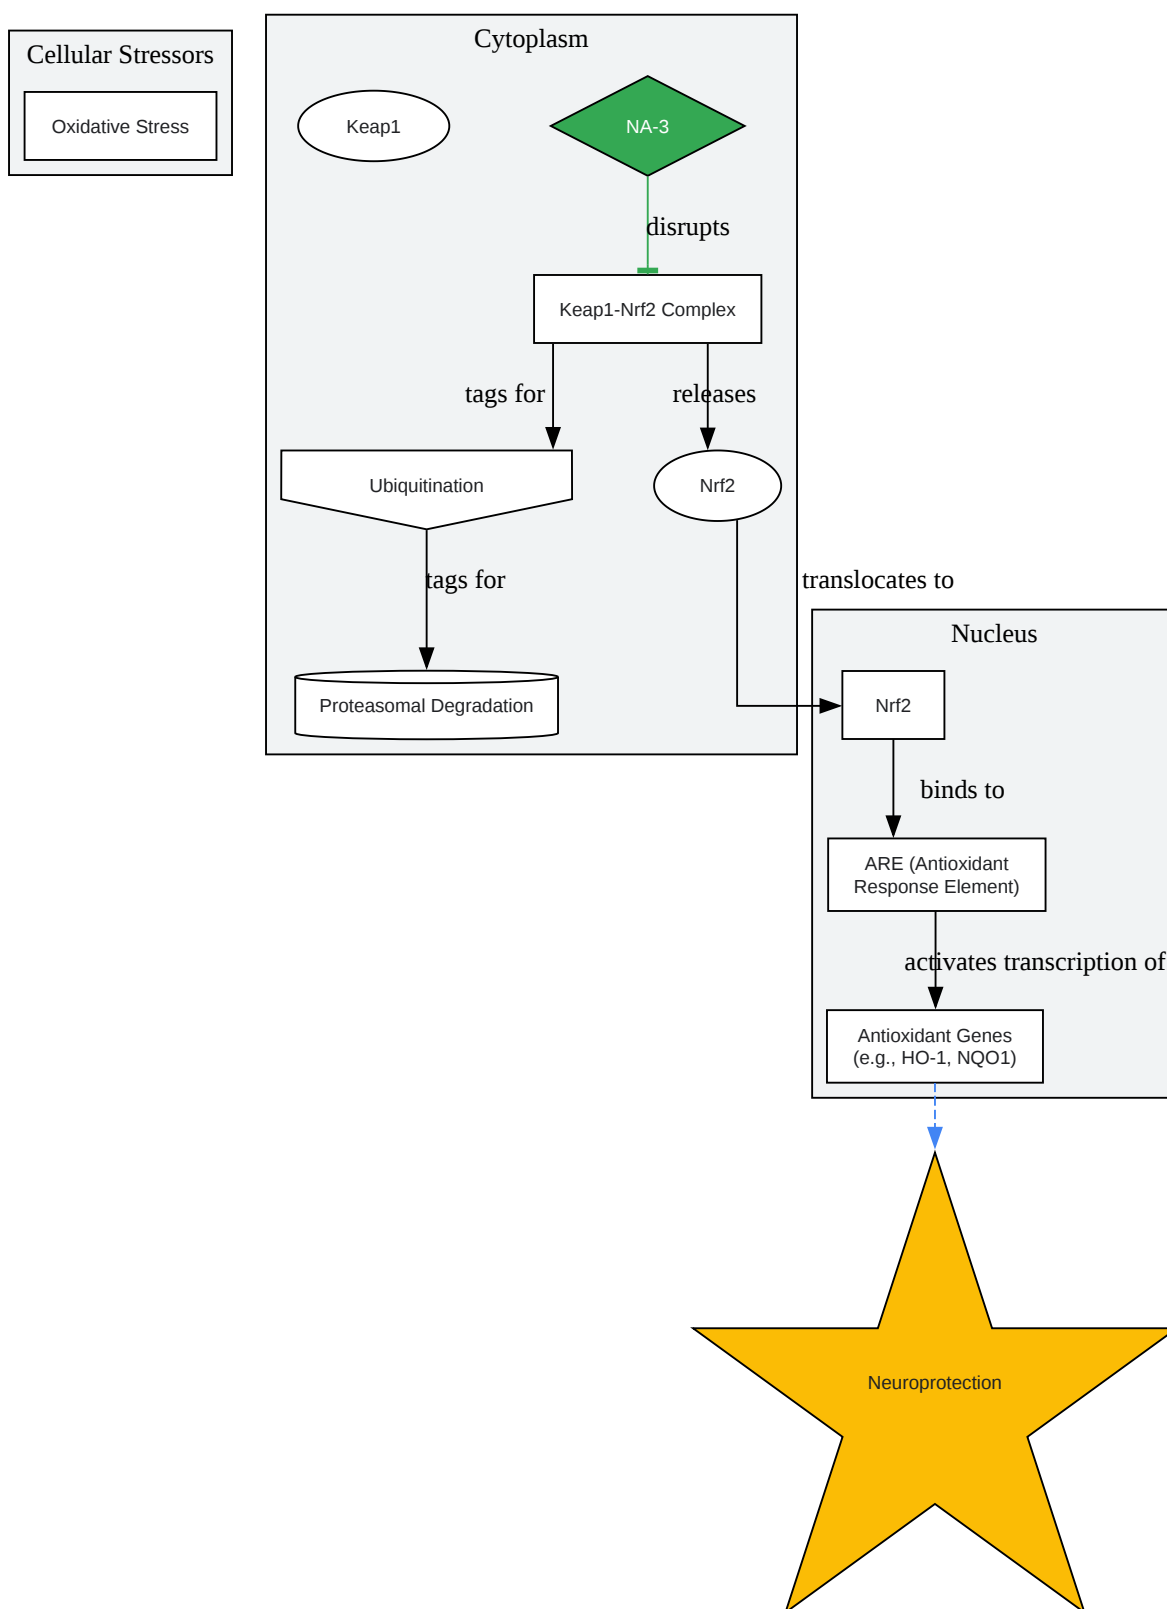 Cellular Stressors
Oxidative Stress
Cytoplasm
Keap1
NA-3
disrupts
Keap1-Nrf2 Complex
tags for
releases
Ubiquitination
Nrf2
tags for
translocates to
Proteasomal Degradation
Nucleus
Nrf2
binds to
ARE (Antioxidant
Response Element)
activates transcription of
Antioxidant Genes
(e.g., HO-1, NQO1)
Neuroprotection